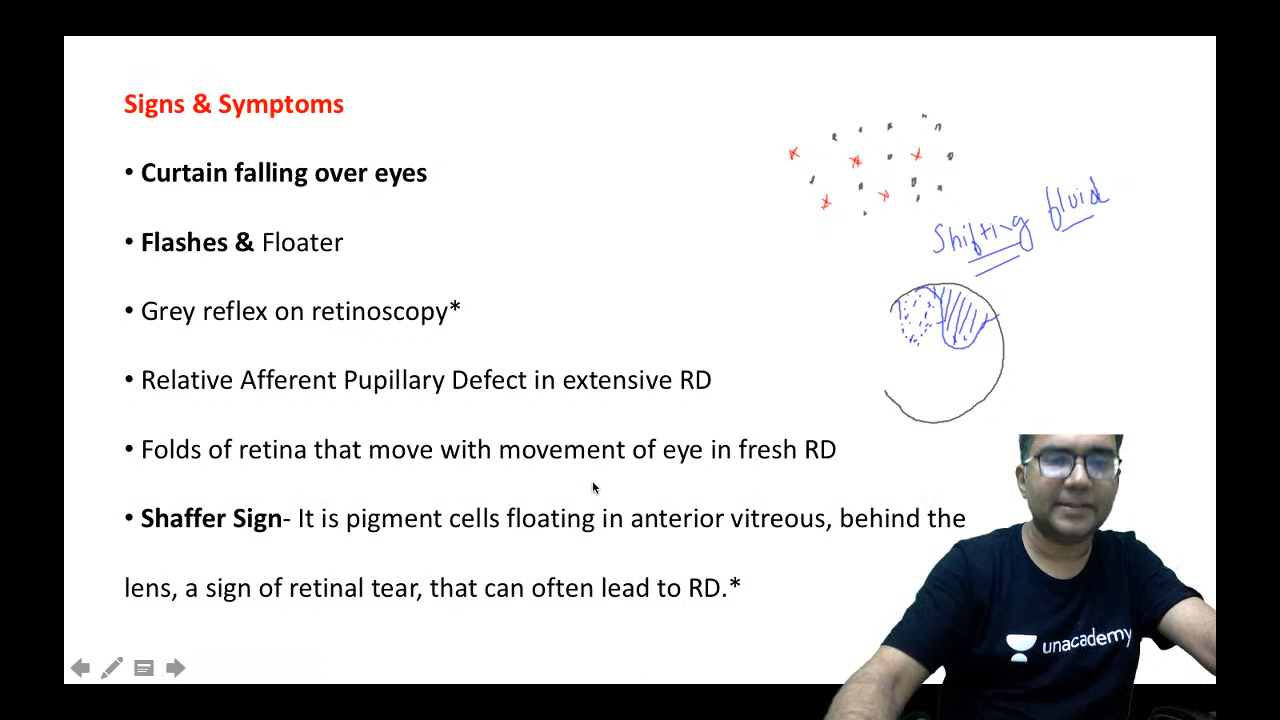 Signs & Symptoms
• Curtain falling over eyes
• Flashes & Floater
• Grey reflex on retinoscopy*
• Relative Afferent Pupillary Defect in extensive RD
• Folds of retina that move with movement of eye in fresh RD
• Shaffer Sign- It is pigment cells floating in anterior vitreous, behind the
lens, a sign of retinal tear, that can often lead to RD.*
Shifting fluid
unacademy